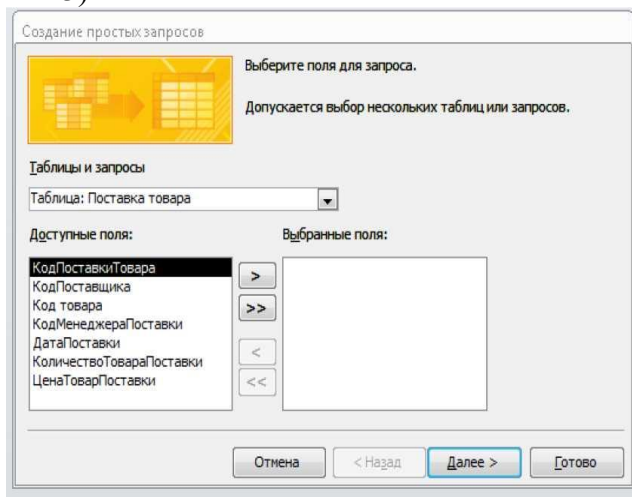 Создание простых запросов
Выберите поля для запроса.
Допускается выбор нескольких таблиц или запросов.
Таблицы и запросы
Таблица: Поставка товара
Доступные поля:
Выбранные поля:
КодПоставкиТовара
КодПоставщика
Код товара
КодМенеджераПоставки
ДатаПоставки
КоличествоТовараПоставки
ЦенаТоварПоставки
>
>>
<
<<
Отмена
< Назад
Далее >
Готово